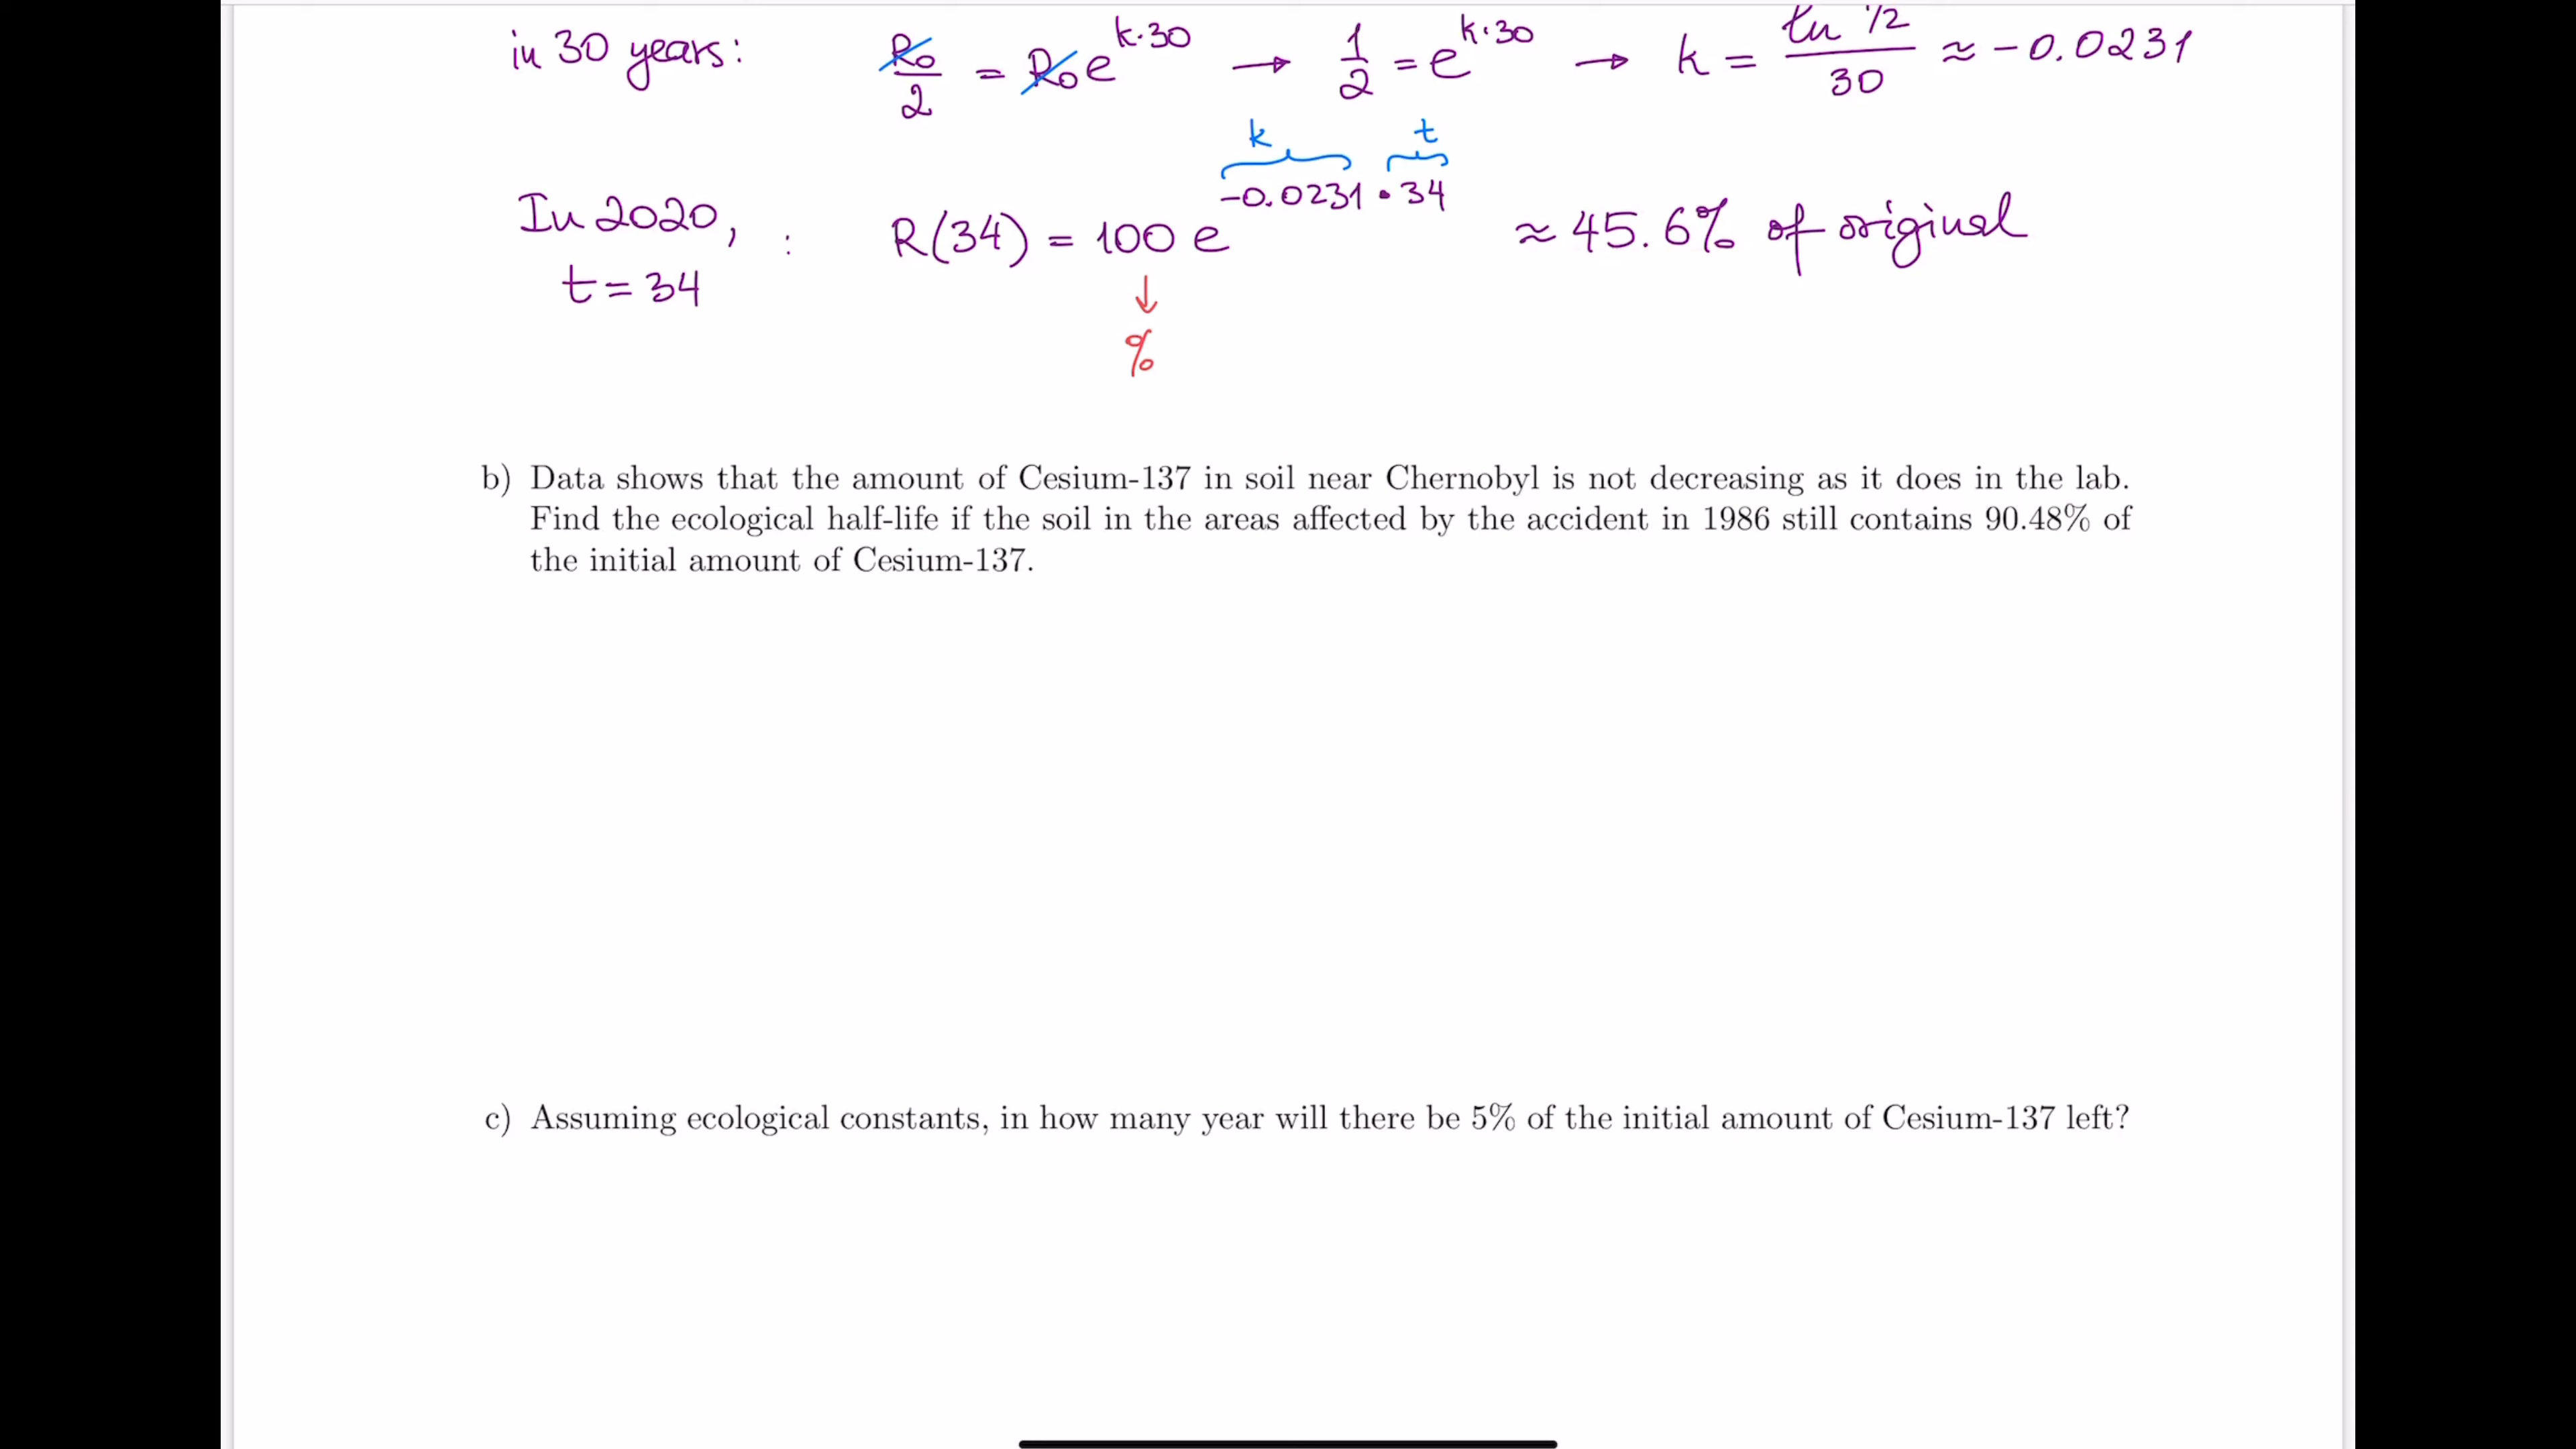 in 30 years: R₀/2 = R₀e^(k·30) → 1/2 = e^(k·30) → k = ln 1/2 / 30 ≈ -0.0231
k t
In 2020, : R(34) = 100 e^(-0.0231 · 34) ≈ 45.6% of original
t = 34
↓
%
b) Data shows that the amount of Cesium-137 in soil near Chernobyl is not decreasing as it does in the lab.
Find the ecological half-life if the soil in the areas affected by the accident in 1986 still contains 90.48% of
the initial amount of Cesium-137.
c) Assuming ecological constants, in how many year will there be 5% of the initial amount of Cesium-137 left?